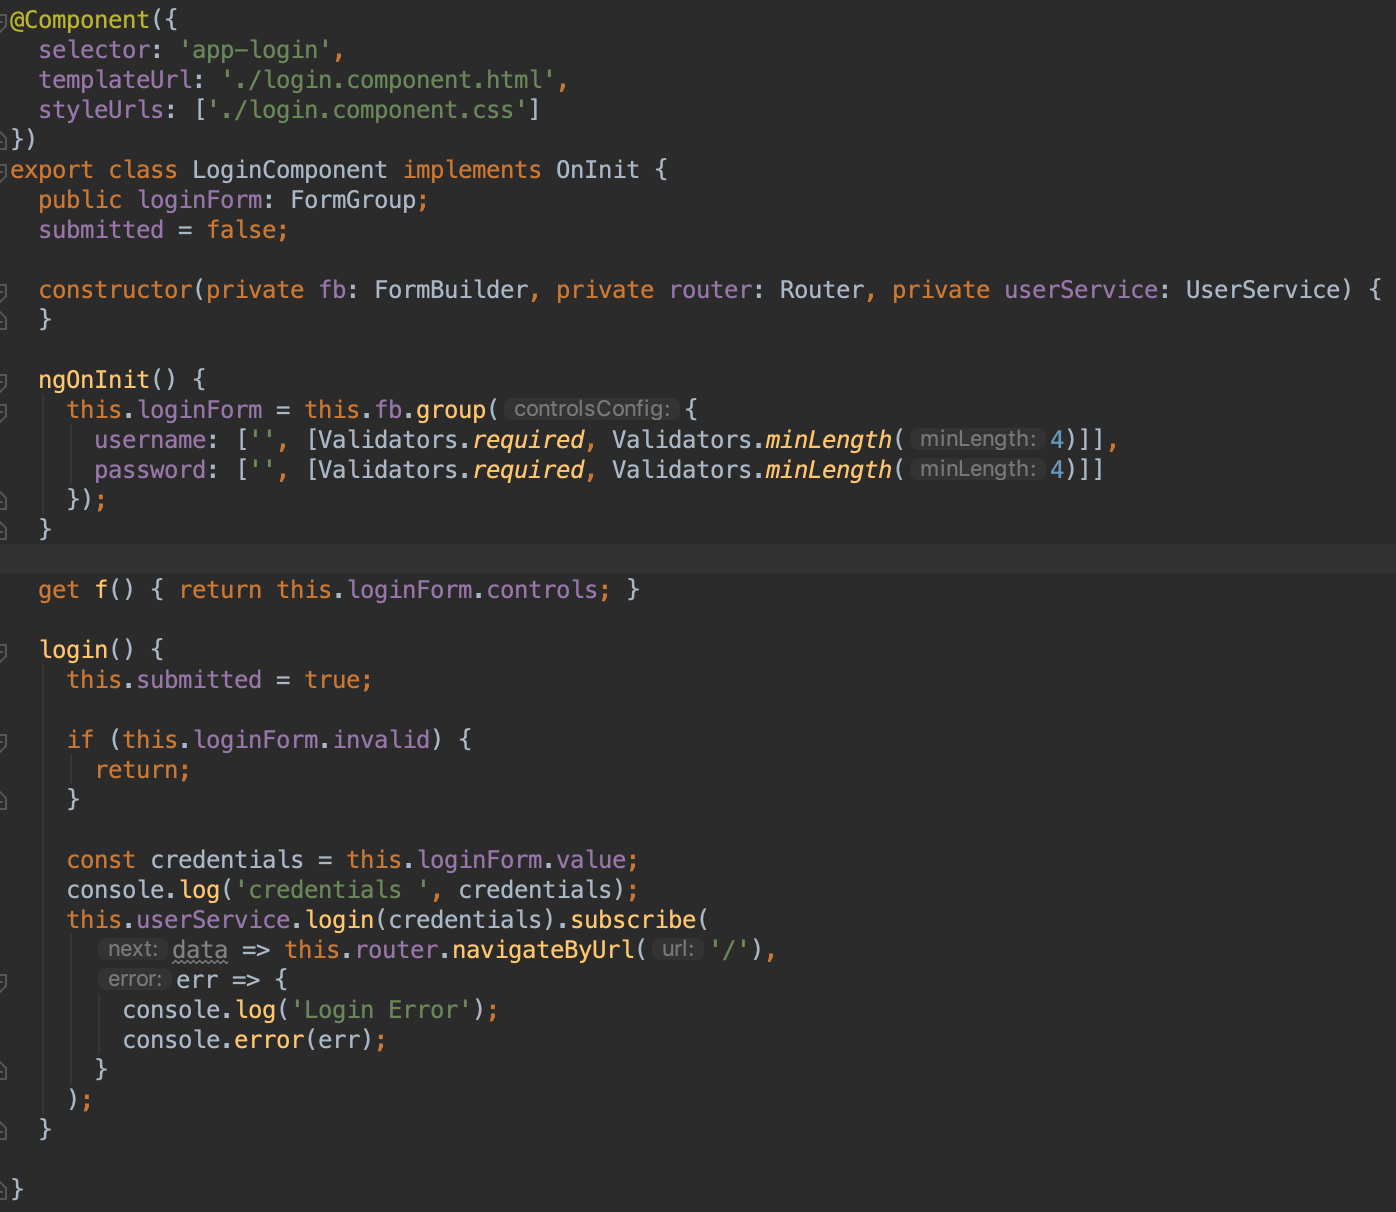 @Component({
  selector: 'app-login',
  templateUrl: './login.component.html',
  styleUrls: ['./login.component.css']
})
export class LoginComponent implements OnInit {
  public loginForm: FormGroup;
  submitted = false;

  constructor(private fb: FormBuilder, private router: Router, private userService: UserService) {
  }

  ngOnInit() {
    this.loginForm = this.fb.group( controlsConfig: {
      username: ['', [Validators.required, Validators.minLength( minLength: 4)]],
      password: ['', [Validators.required, Validators.minLength( minLength: 4)]]
    });
  }

  get f() { return this.loginForm.controls; }

  login() {
    this.submitted = true;

    if (this.loginForm.invalid) {
      return;
    }

    const credentials = this.loginForm.value;
    console.log('credentials ', credentials);
    this.userService.login(credentials).subscribe(
      next: data => this.router.navigateByUrl( url: '/'),
      error: err => {
        console.log('Login Error');
        console.error(err);
      }
    );
  }

}